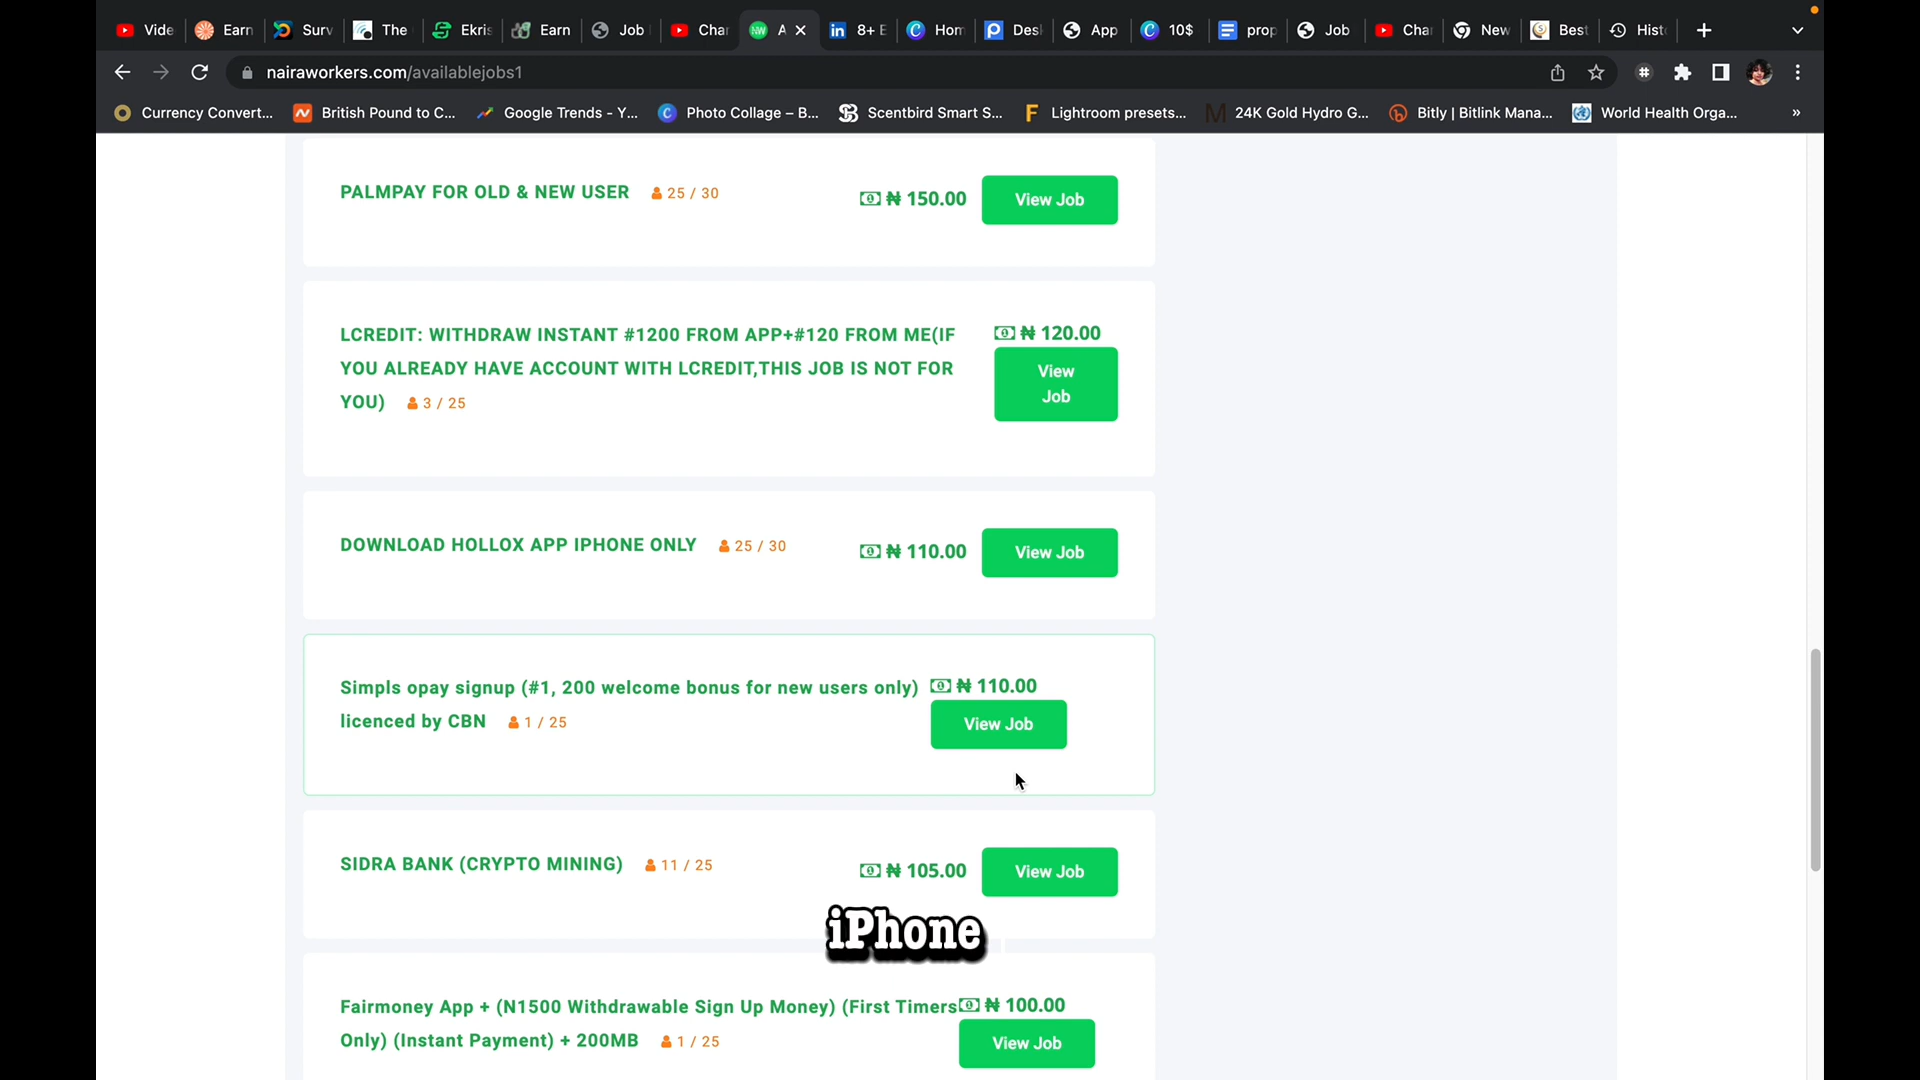 Vide
Earn
Surv
The
Ekris
Earn
Job
Char
A
8+ E
Hom
Desk
App
10$
prop
Job
Char
New
Best
Histo
nairaworkers.com/availablejobs1
Currency Convert...
British Pound to C...
Google Trends - Y...
Photo Collage – B...
Scentbird Smart S...
Lightroom presets...
24K Gold Hydro G...
Bitly | Bitlink Mana...
World Health Orga...
»
PALMPAY FOR OLD & NEW USER 25 / 30
₦ 150.00
View Job
LCREDIT: WITHDRAW INSTANT #1200 FROM APP+#120 FROM ME(IF
YOU ALREADY HAVE ACCOUNT WITH LCREDIT,THIS JOB IS NOT FOR
YOU) 3 / 25
₦ 120.00
View
Job
DOWNLOAD HOLLOX APP IPHONE ONLY 25 / 30
₦ 110.00
View Job
Simpls opay signup (#1, 200 welcome bonus for new users only)
licenced by CBN 1 / 25
₦ 110.00
View Job
SIDRA BANK (CRYPTO MINING) 11 / 25
₦ 105.00
View Job
iPhone
Fairmoney App + (N1500 Withdrawable Sign Up Money) (First Timers
Only) (Instant Payment) + 200MB 1 / 25
₦ 100.00
View Job